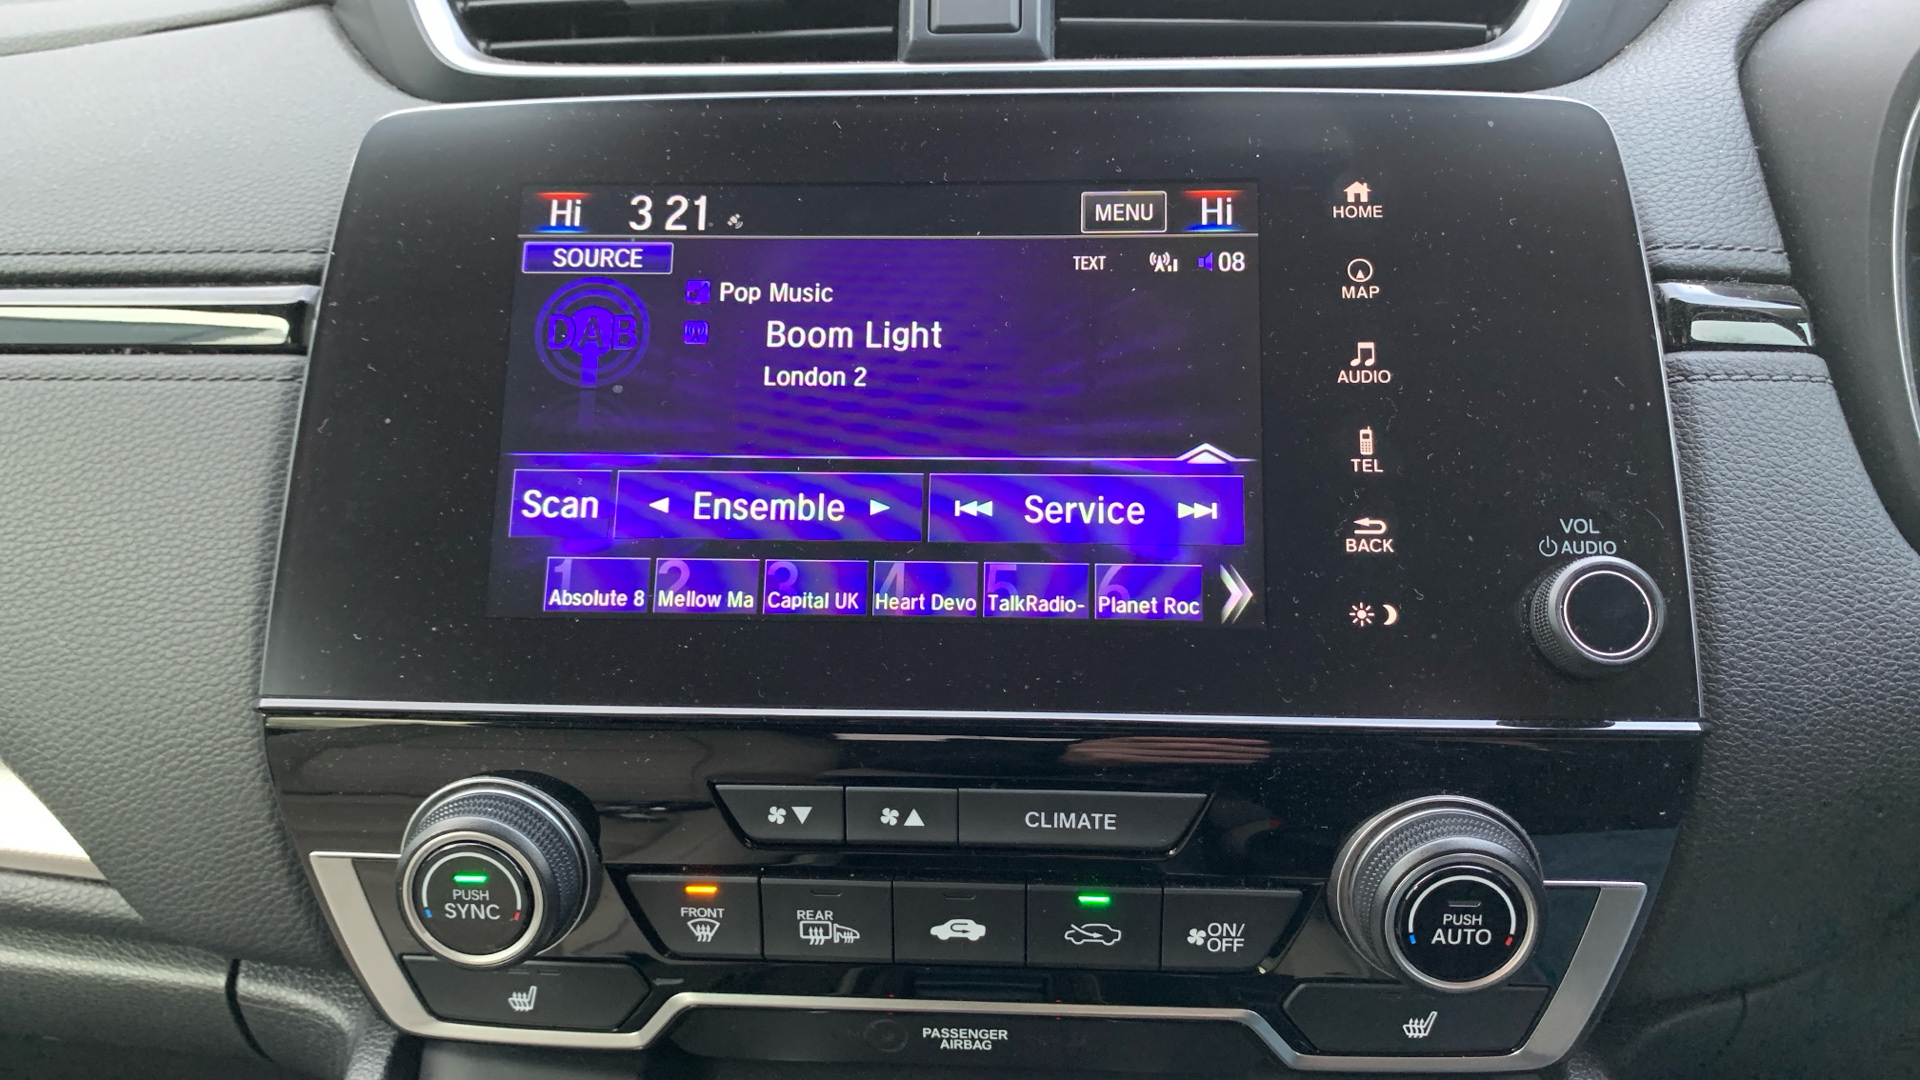 Hi 3 21 MENU Hi
SOURCE TEXT 08
DAB
Pop Music
Boom Light
London 2
Scan Ensemble Service
1 2 3 4 5 6
Absolute 8 Mellow Ma Capital UK Heart Devo TalkRadio- Planet Roc
HOME
MAP
AUDIO
TEL
BACK
VOL
AUDIO
CLIMATE
PUSH
SYNC
FRONT
REAR
ON/
OFF
PUSH
AUTO
PASSENGER
AIRBAG